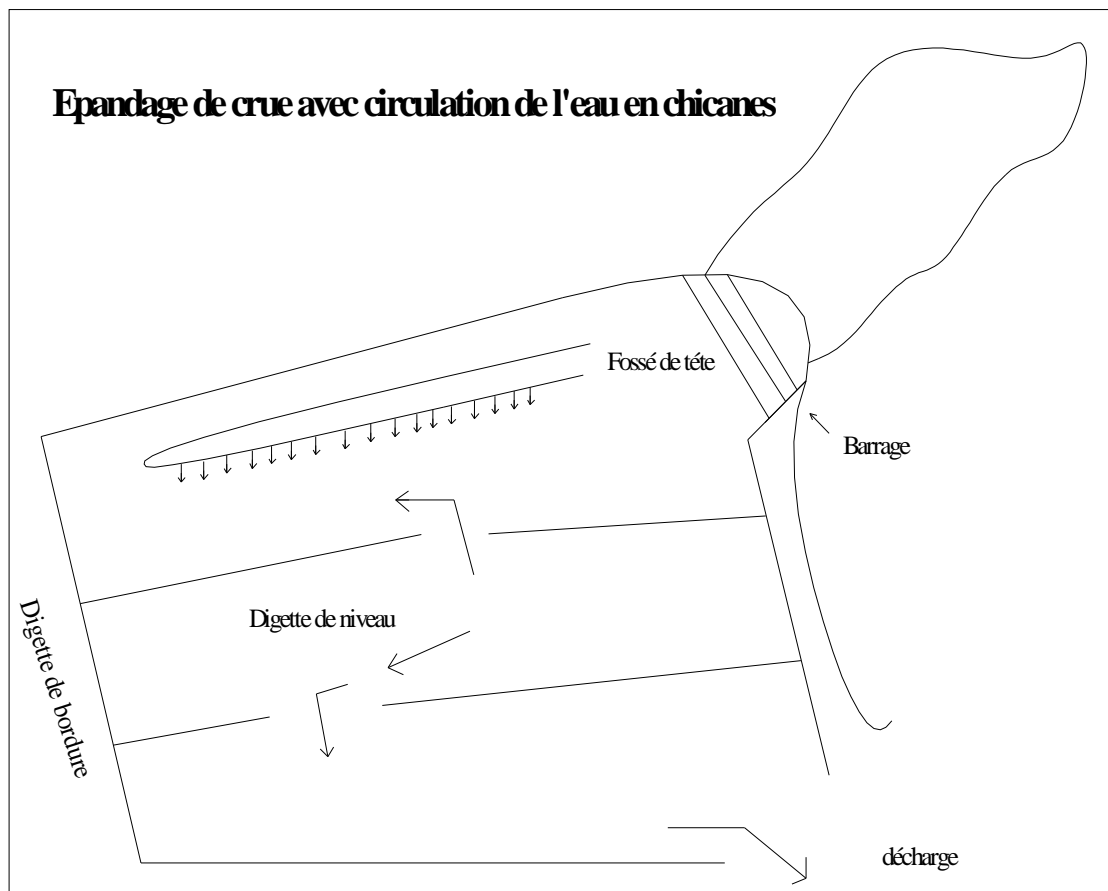 Epandage de crue avec circulation de l'eau en chicanes
Fossé de téte
Barrage
Digette de niveau
Digette de bordure
décharge